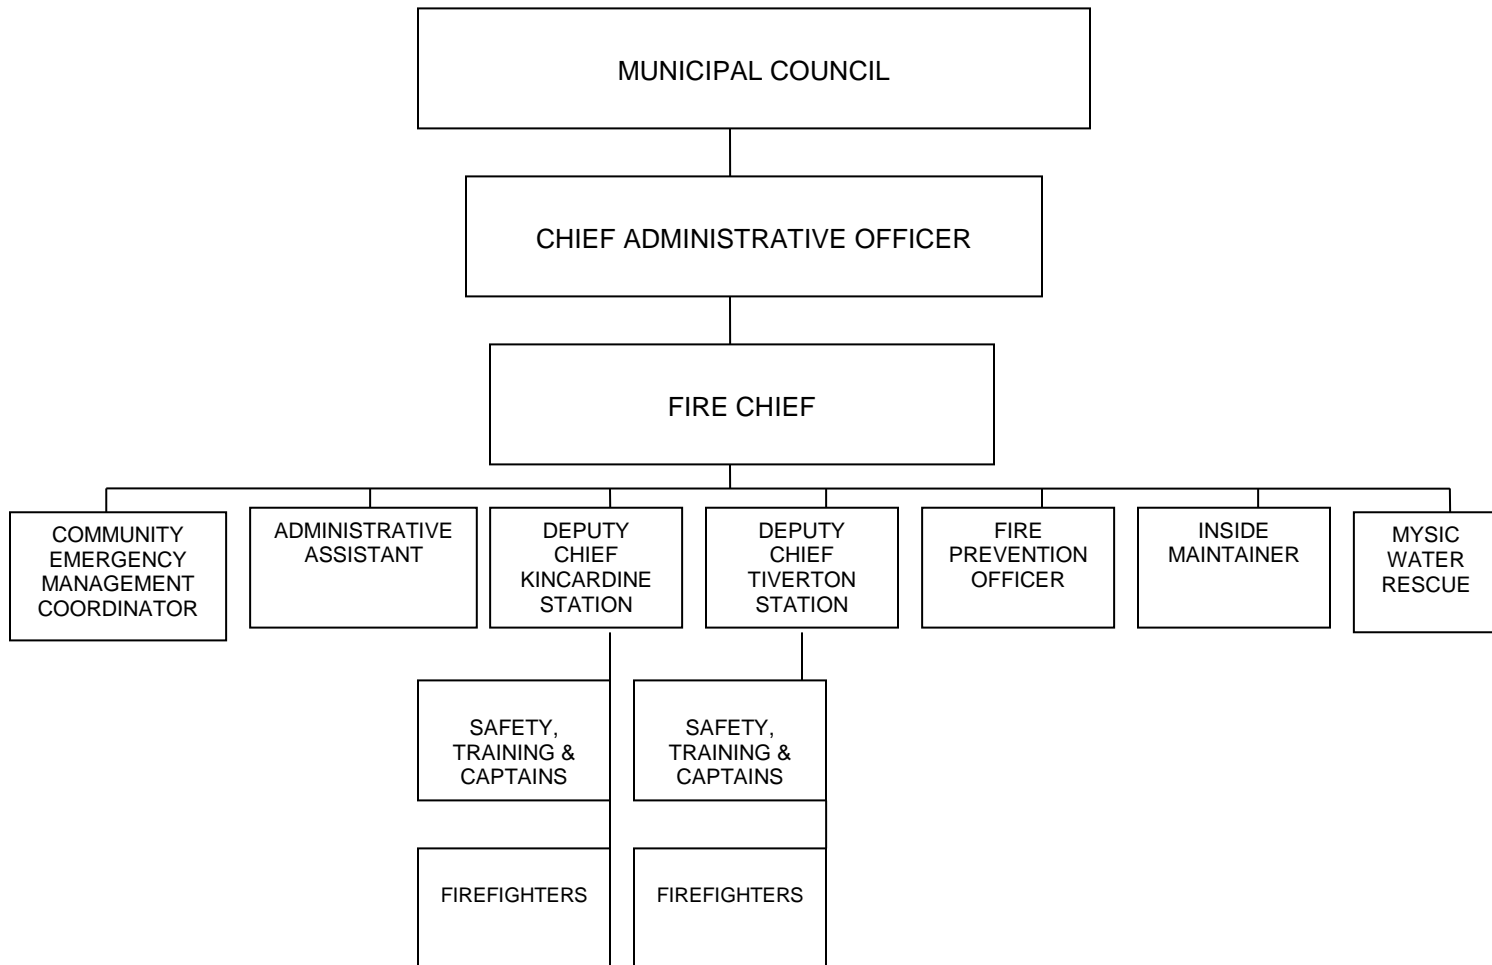 MUNICIPAL COUNCIL
CHIEF ADMINISTRATIVE OFFICER
FIRE CHIEF
COMMUNITY
EMERGENCY
MANAGEMENT
COORDINATOR
ADMINISTRATIVE
ASSISTANT
DEPUTY
CHIEF
KINCARDINE
STATION
DEPUTY
CHIEF
TIVERTON
STATION
FIRE
PREVENTION
OFFICER
INSIDE
MAINTAINER
MYSIC
WATER
RESCUE
SAFETY,
TRAINING &
CAPTAINS
SAFETY,
TRAINING &
CAPTAINS
FIREFIGHTERS
FIREFIGHTERS